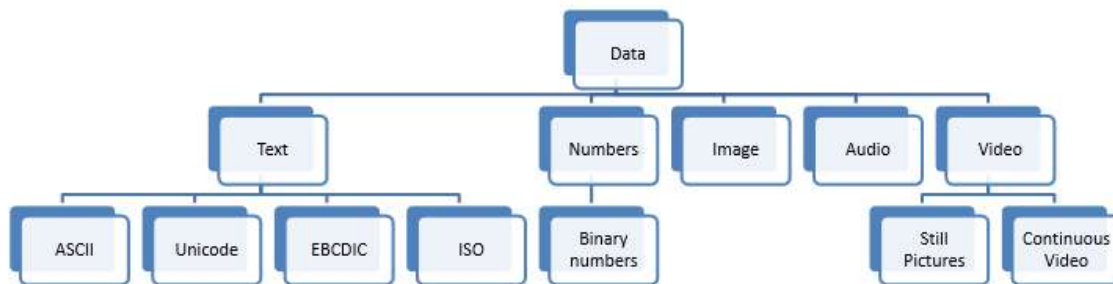 Data
Text
Numbers
Image
Audio
Video
ASCII
Unicode
EBCDIC
ISO
Binary
numbers
Still
Pictures
Continuous
Video